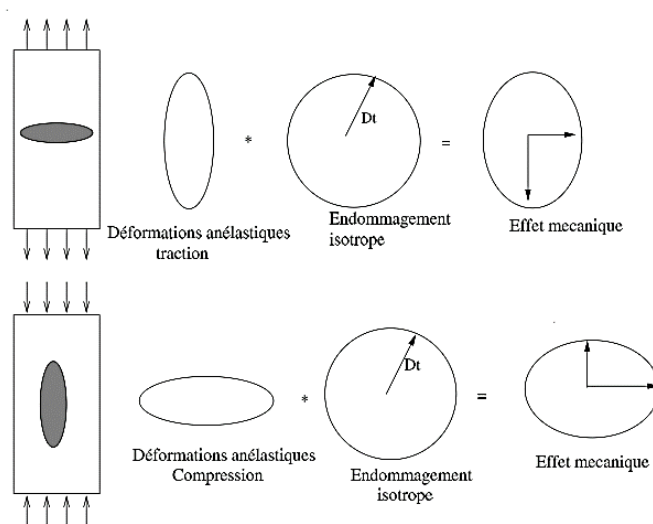 Dt
*
=
Déformations anélastiques
traction
Endommagement
isotrope
Effet mecanique
Dt
*
=
Déformations anélastiques
Compression
Endommagement
isotrope
Effet mecanique